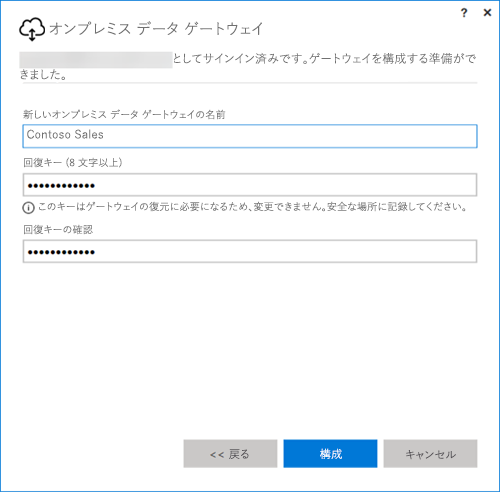 ? ×
オンプレミス データ ゲートウェイ
としてサインイン済みです。ゲートウェイを構成する準備がで
きました。
新しいオンプレミス データ ゲートウェイの名前
Contoso Sales
回復キー (8 文字以上)
••••••••••••
このキーはゲートウェイの復元に必要になるため、変更できません。安全な場所に記録してください。
回復キーの確認
••••••••••••
<< 戻る 構成 キャンセル